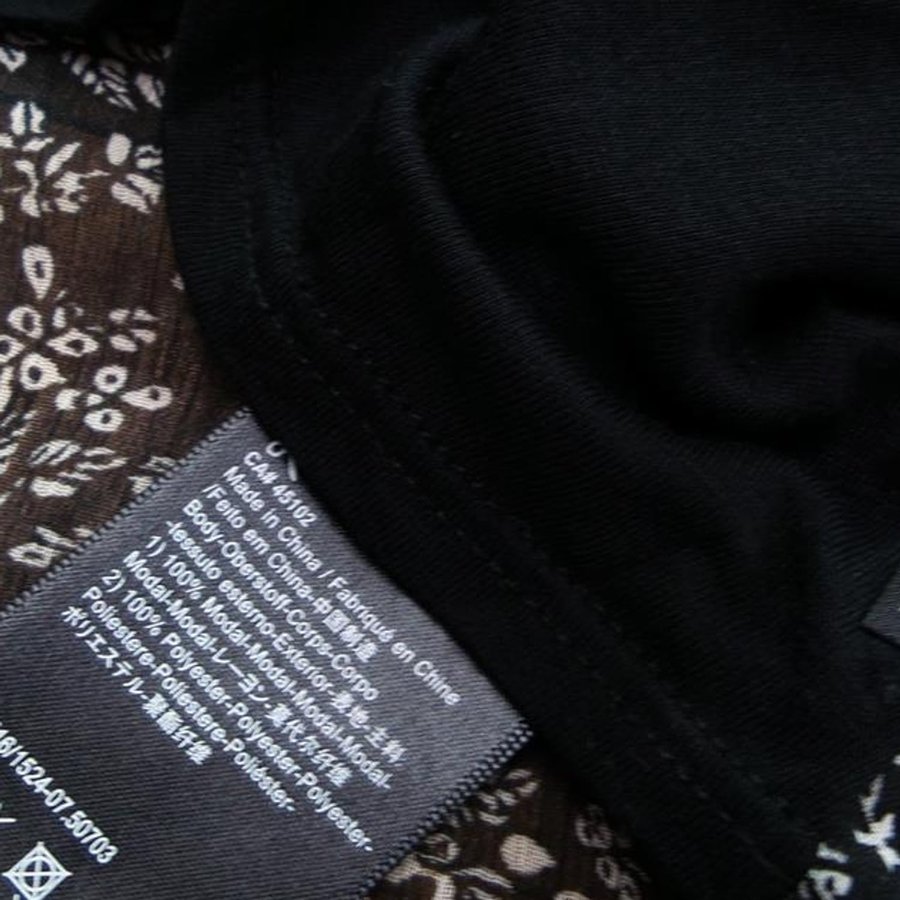 CA# 45102
Made in China / Fabriqué en Chine
/Feito em China-中国制造
Body-Oberstoff-Corps-Corpo
-tessuto esterno-Exterior-表地-主料
1) 100% Modal-Modal-Modal-Modal-
Modal-Modal-レーヨン-莫代尔纤维
2) 100% Polyester-Polyester-Polyester-
Poliestere-Poliester-Poliéster-
ポリエステル-聚酯纤维
16/1524-07.50703